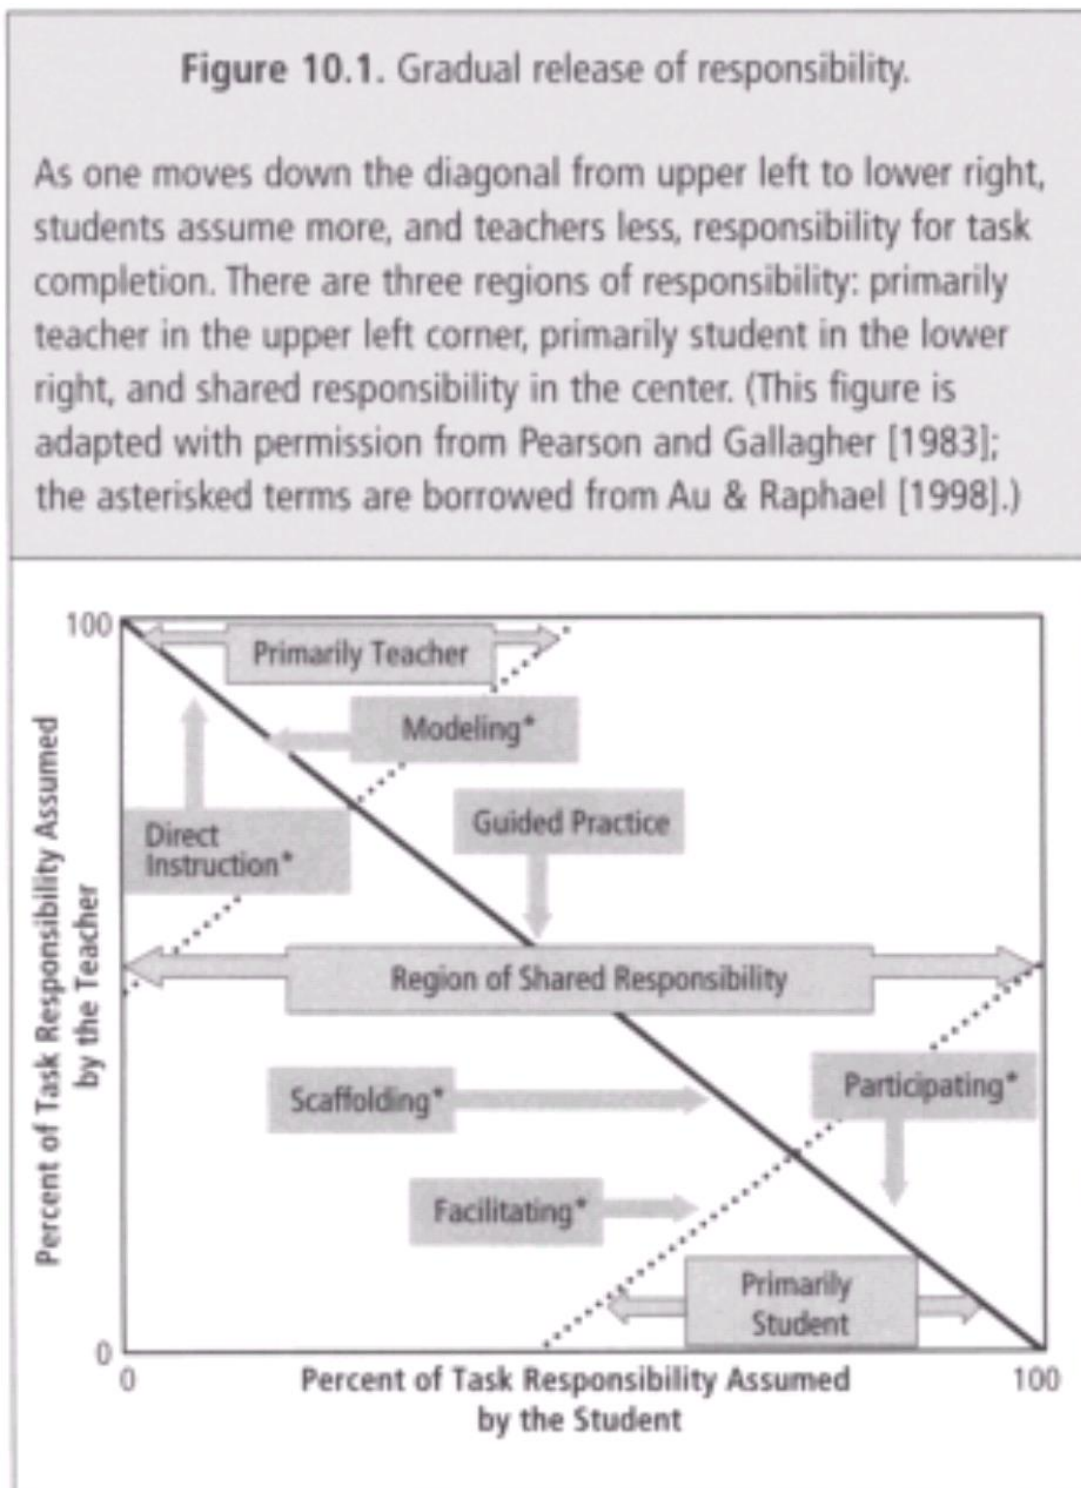 Figure 10.1. Gradual release of responsibility.
As one moves down the diagonal from upper left to lower right,
students assume more, and teachers less, responsibility for task
completion. There are three regions of responsibility: primarily
teacher in the upper left corner, primarily student in the lower
right, and shared responsibility in the center. (This figure is
adapted with permission from Pearson and Gallagher [1983];
the asterisked terms are borrowed from Au & Raphael [1998].)
100
Primarily Teacher
Modeling*
Direct
Instruction*
Guided Practice
Region of Shared Responsibility
Scaffolding*
Participating*
Facilitating*
Primarily
Student
Percent of Task Responsibility Assumed
by the Teacher
0
0
100
Percent of Task Responsibility Assumed
by the Student